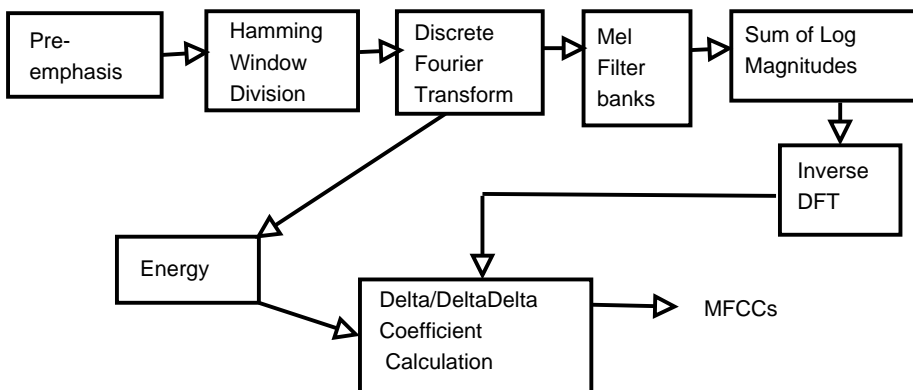 Pre-
emphasis
Hamming
Window
Division
Discrete
Fourier
Transform
Mel
Filter
banks
Sum of Log
Magnitudes
Inverse
DFT
Energy
Delta/DeltaDelta
Coefficient
Calculation
MFCCs